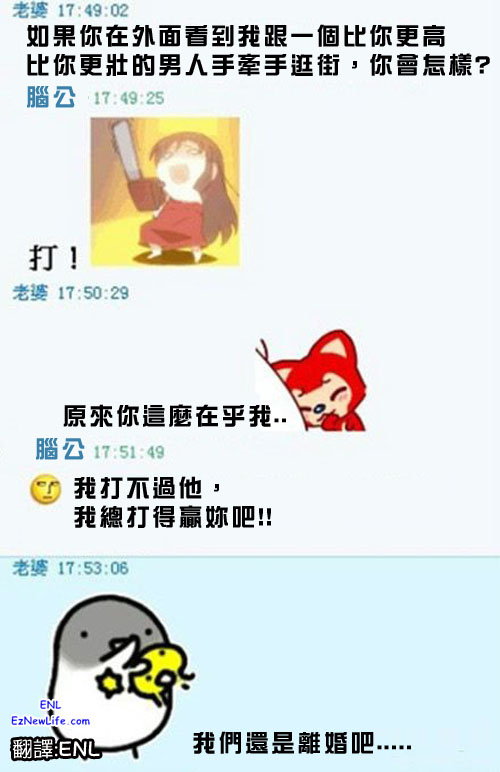 老婆 17:49:02
如果你在外面看到我跟一個比你更高
比你更壯的男人手牽手逛街，你會怎樣?
腦公 17:49:25
打！
老婆 17:50:29
原來你這麼在乎我..
腦公 17:51:49
我打不過他，
我總打得贏妳吧!!
老婆 17:53:06
ENL
EzNewLife.com
翻譯:ENL
我們還是離婚吧.....